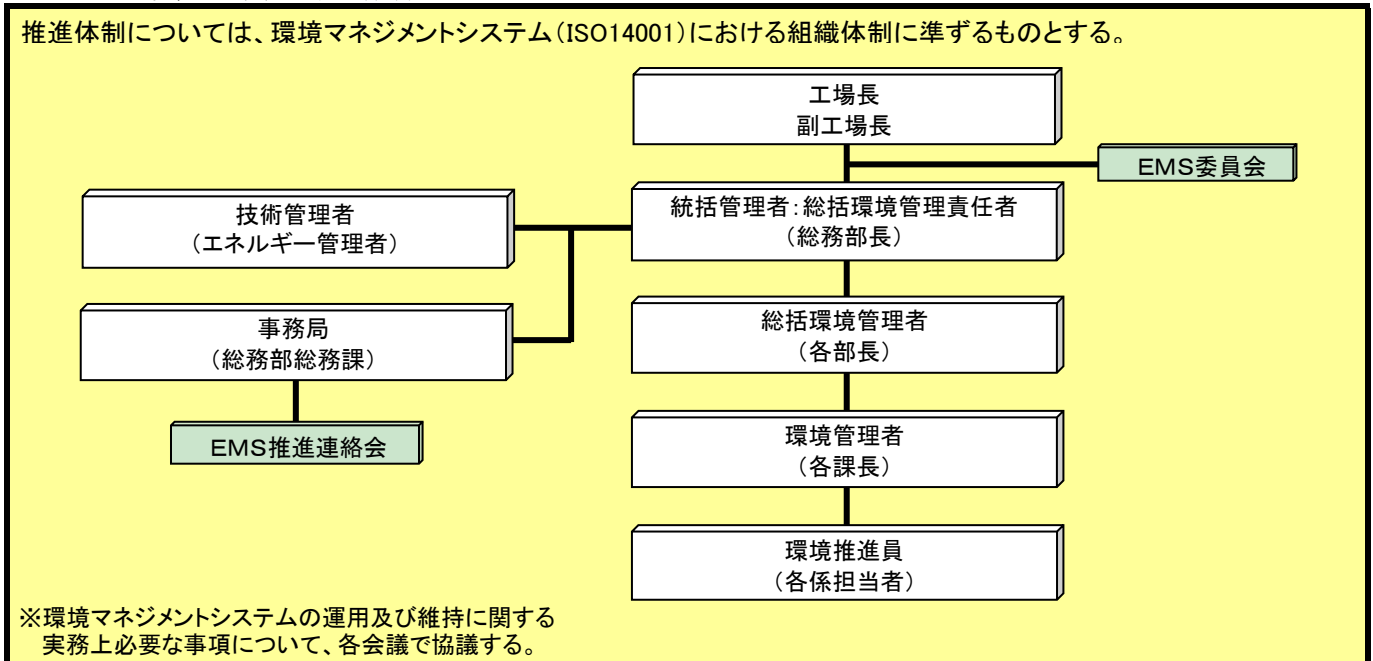 推進体制については、環境マネジメントシステム(ISO14001)における組織体制に準ずるものとする。
工場長
副工場長
EMS委員会
統括管理者:総括環境管理責任者
(総務部長)
技術管理者
(エネルギー管理者)
総括環境管理者
(各部長)
事務局
(総務部総務課)
EMS推進連絡会
環境管理者
(各課長)
環境推進員
(各係担当者)
※環境マネジメントシステムの運用及び維持に関する
実務上必要な事項について、各会議で協議する。